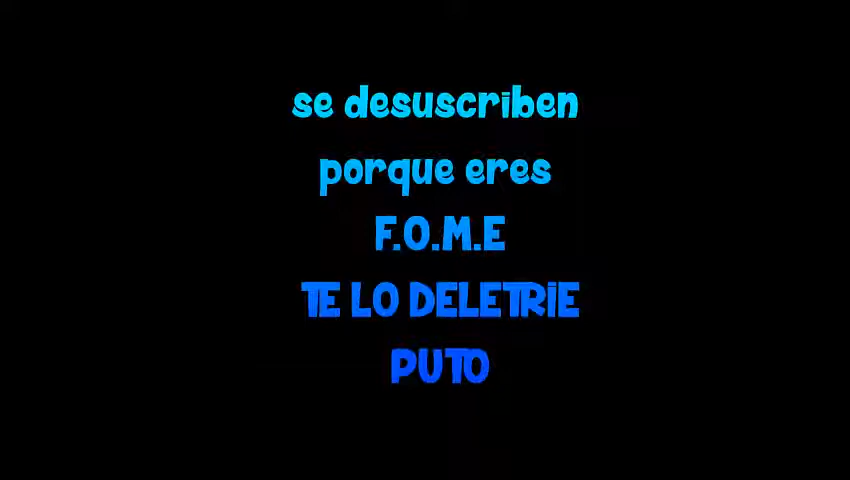 se desuscriben
porque eres
F.O.M.E
TE LO DELETRIE
PUTO